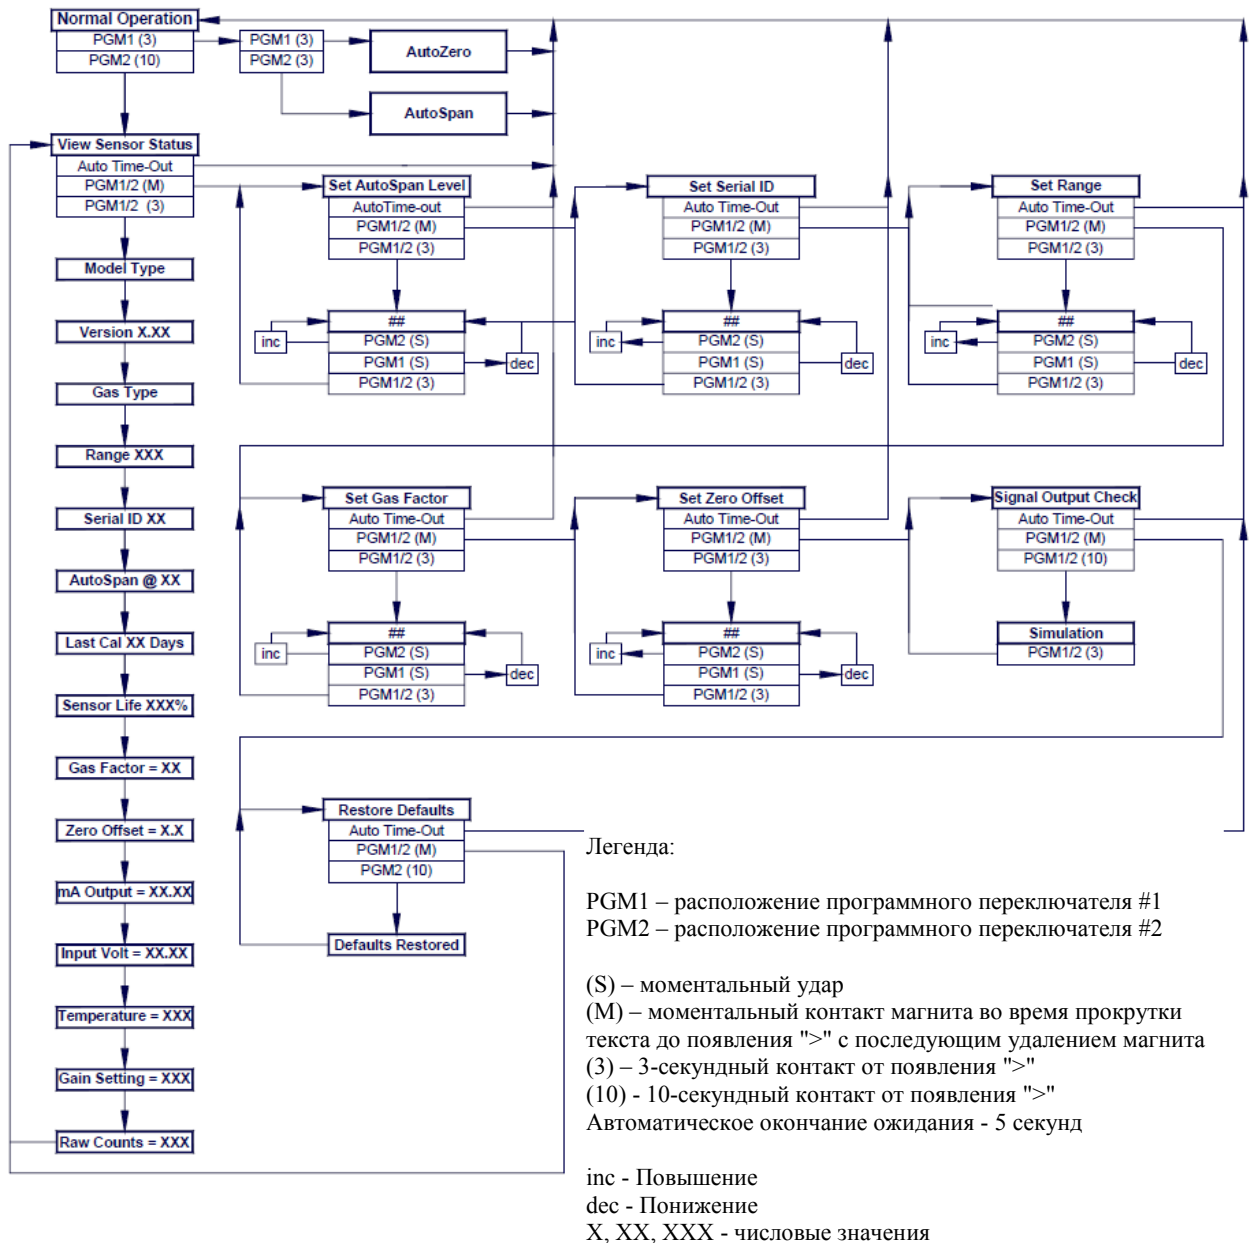 Normal Operation
PGM1 (3)
PGM2 (10)
PGM1 (3)
PGM2 (3)
AutoZero
AutoSpan
View Sensor Status
Auto Time-Out
PGM1/2 (M)
PGM1/2 (3)
Model Type
Version X.XX
Gas Type
Range XXX
Serial ID XX
AutoSpan @ XX
Last Cal XX Days
Sensor Life XXX%
Gas Factor = XX
Zero Offset = X.X
mA Output = XX.XX
Input Volt = XX.XX
Temperature = XXX
Gain Setting = XXX
Raw Counts = XXX
Set AutoSpan Level
AutoTime-out
PGM1/2 (M)
PGM1/2 (3)
##
PGM2 (S)
PGM1 (S)
PGM1/2 (3)
inc
dec
Set Serial ID
Auto Time-Out
PGM1/2 (M)
PGM1/2 (3)
##
PGM2 (S)
PGM1 (S)
PGM1/2 (3)
inc
dec
Set Range
Auto Time-Out
PGM1/2 (M)
PGM1/2 (3)
##
PGM2 (S)
PGM1 (S)
PGM1/2 (3)
inc
dec
Set Gas Factor
Auto Time-Out
PGM1/2 (M)
PGM1/2 (3)
##
PGM2 (S)
PGM1 (S)
PGM1/2 (3)
inc
dec
Set Zero Offset
Auto Time-Out
PGM1/2 (M)
PGM1/2 (3)
##
PGM2 (S)
PGM1 (S)
PGM1/2 (3)
inc
dec
Signal Output Check
Auto Time-Out
PGM1/2 (M)
PGM1/2 (10)
Simulation
PGM1/2 (3)
Restore Defaults
Auto Time-Out
PGM1/2 (M)
PGM2 (10)
Defaults Restored
Легенда:
PGM1 – расположение программного переключателя #1
PGM2 – расположение программного переключателя #2
(S) – моментальный удар
(M) – моментальный контакт магнита во время прокрутки
текста до появления ">" с последующим удалением магнита
(3) – 3-секундный контакт от появления ">"
(10) - 10-секундный контакт от появления ">"
Автоматическое окончание ожидания - 5 секунд
inc - Повышение
dec - Понижение
X, XX, XXX - числовые значения